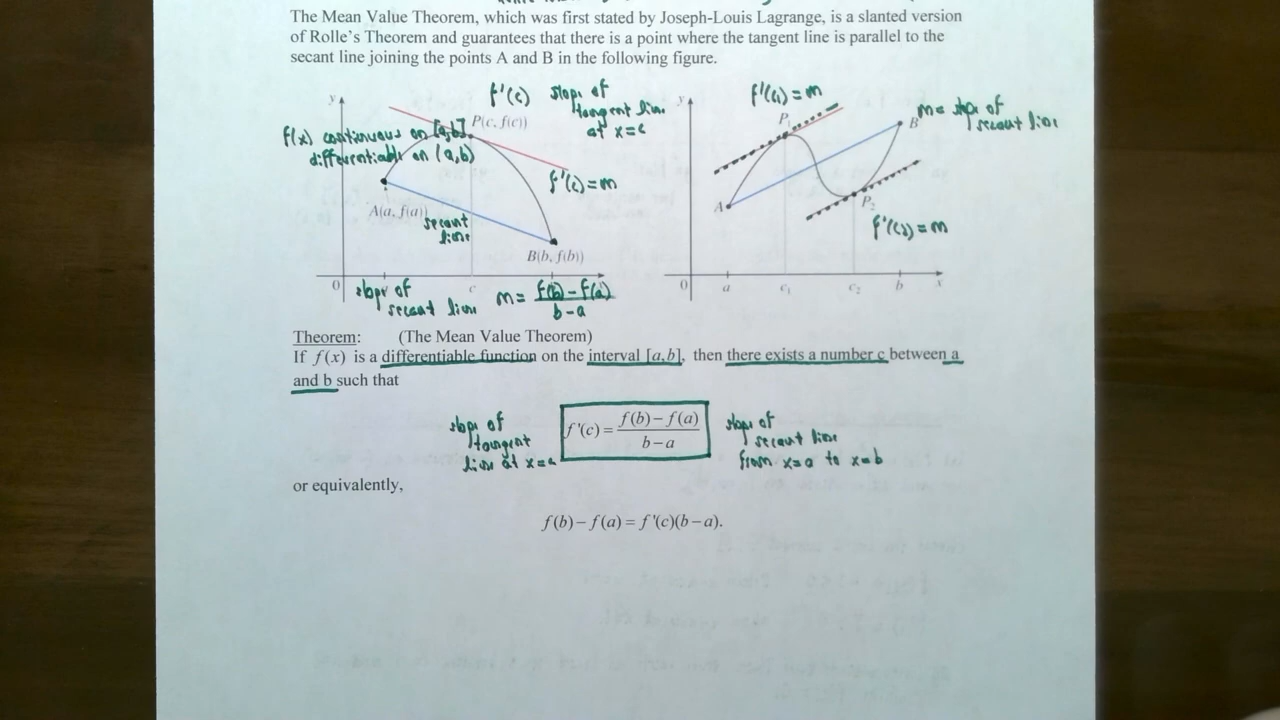 The Mean Value Theorem, which was first stated by Joseph-Louis Lagrange, is a slanted version
of Rolle's Theorem and guarantees that there is a point where the tangent line is parallel to the
secant line joining the points A and B in the following figure.
f'(c) slope of
tangent line
at x=c
y
P(c, f(c))
f(x) continuous on [a,b]
differentiable on (a,b)
f'(c)=m
A(a, f(a))
secant
line
B(b, f(b))
0
c
slope of
secant line m= f(b)-f(a)
b-a
f'(c₁)=m
y
P₁
B
m= slope of
secant line
A
P₂
f'(c₂)=m
0 a c₁ c₂ b x
Theorem: (The Mean Value Theorem)
If f(x) is a differentiable function on the interval [a,b], then there exists a number c between a
and b such that
slope of
tangent
line at x=c
f'(c)= f(b)-f(a)
b-a
slope of
secant line
from x=a to x=b
or equivalently,
f(b)-f(a)=f'(c)(b-a).